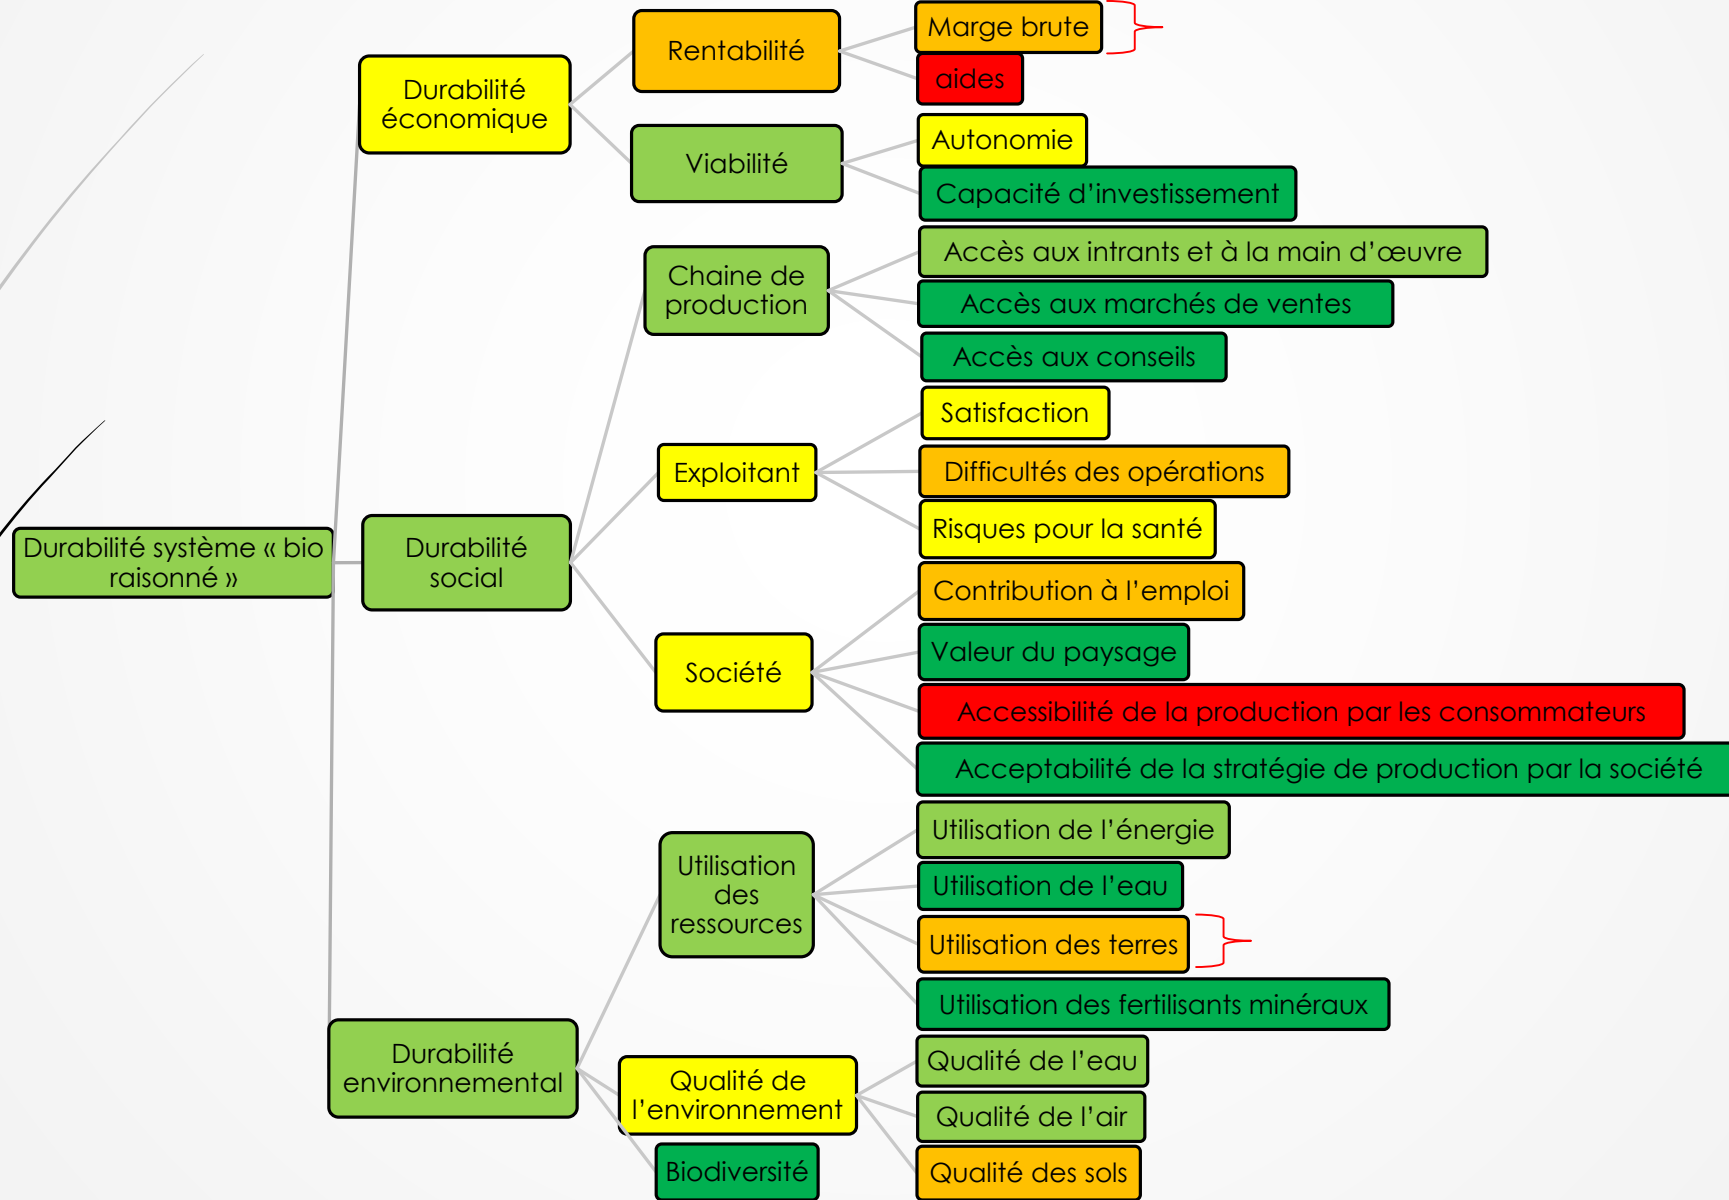 Durabilité système « bio
raisonné »
Durabilité
économique
Rentabilité
Marge brute
aides
Viabilité
Autonomie
Capacité d’investissement
Durabilité
social
Chaine de
production
Accès aux intrants et à la main d’œuvre
Accès aux marchés de ventes
Accès aux conseils
Exploitant
Satisfaction
Difficultés des opérations
Risques pour la santé
Société
Contribution à l’emploi
Valeur du paysage
Accessibilité de la production par les consommateurs
Acceptabilité de la stratégie de production par la société
Durabilité
environnemental
Utilisation
des
ressources
Utilisation de l’énergie
Utilisation de l’eau
Utilisation des terres
Utilisation des fertilisants minéraux
Qualité de
l’environnement
Qualité de l’eau
Qualité de l’air
Qualité des sols
Biodiversité